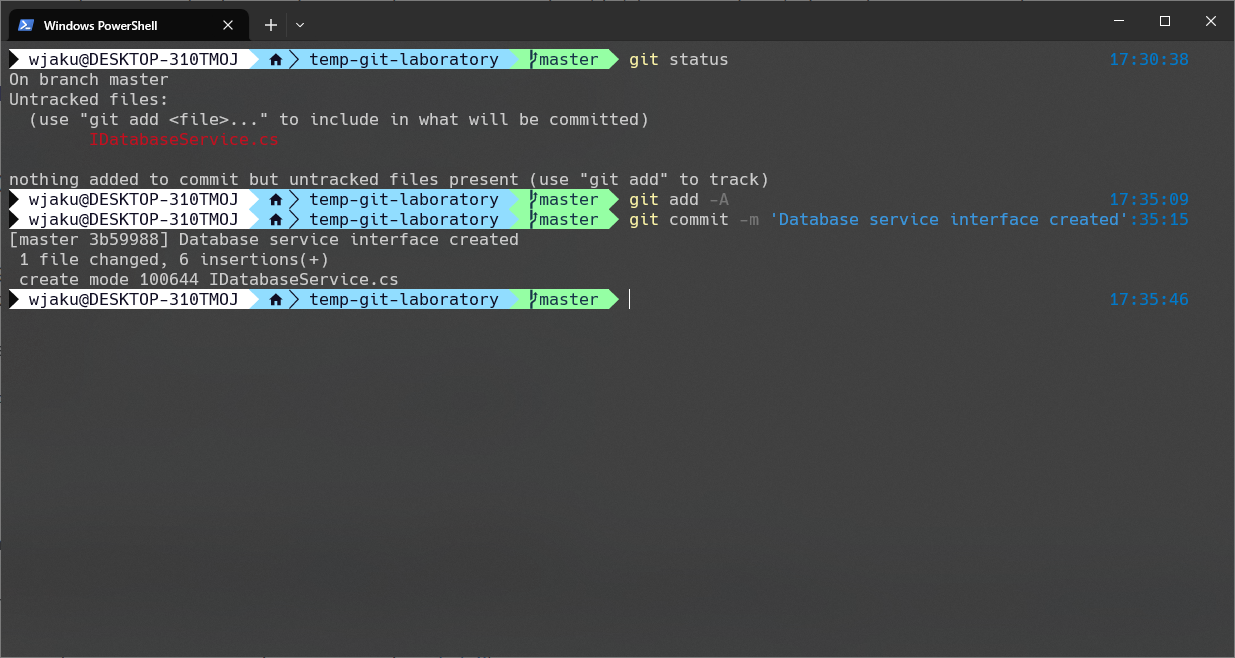 Windows PowerShell
wjaku@DESKTOP-310TMOJ temp-git-laboratory master git status 17:30:38
On branch master
Untracked files:
(use "git add <file>..." to include in what will be committed)
IDatabaseService.cs
nothing added to commit but untracked files present (use "git add" to track)
wjaku@DESKTOP-310TMOJ temp-git-laboratory master git add -A 17:35:09
wjaku@DESKTOP-310TMOJ temp-git-laboratory master git commit -m 'Database service interface created':35:15
[master 3b59988] Database service interface created
1 file changed, 6 insertions(+)
create mode 100644 IDatabaseService.cs
wjaku@DESKTOP-310TMOJ temp-git-laboratory master 17:35:46